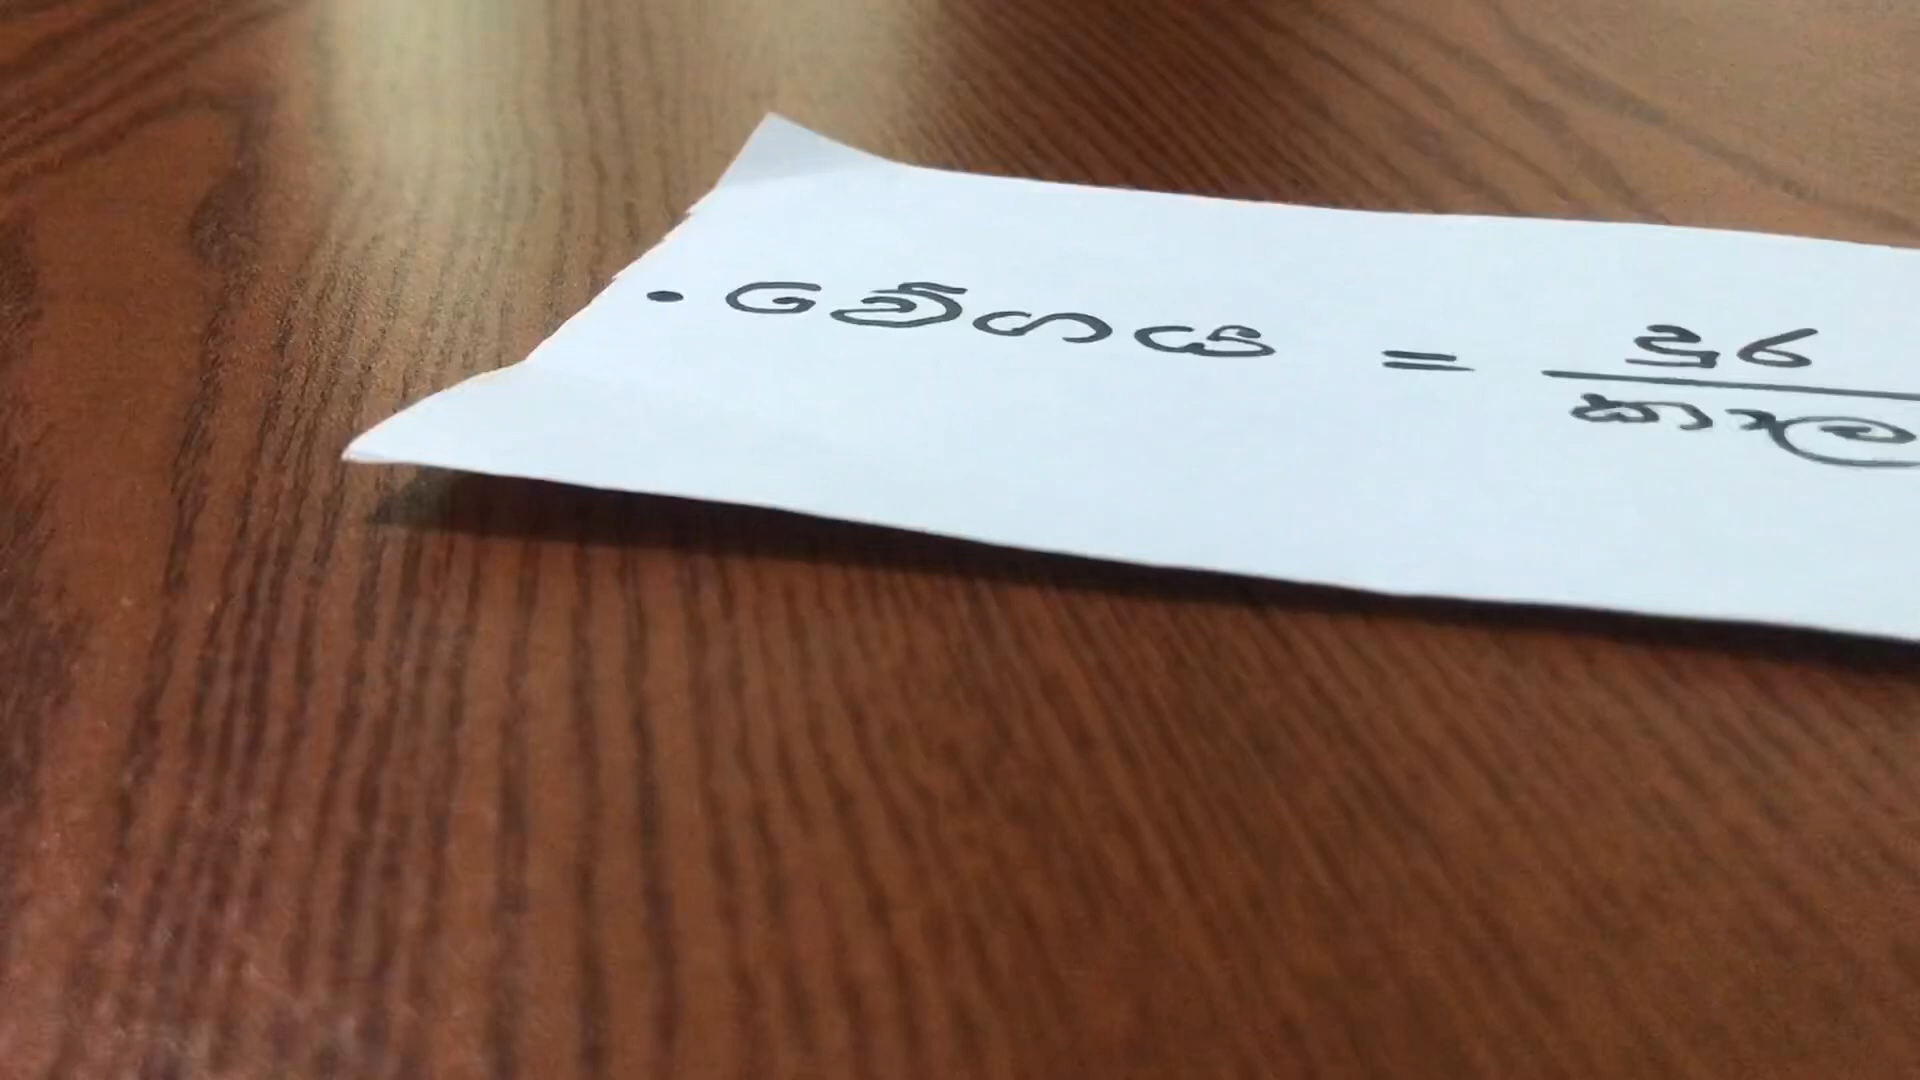 • වේගය = දුර
කාල